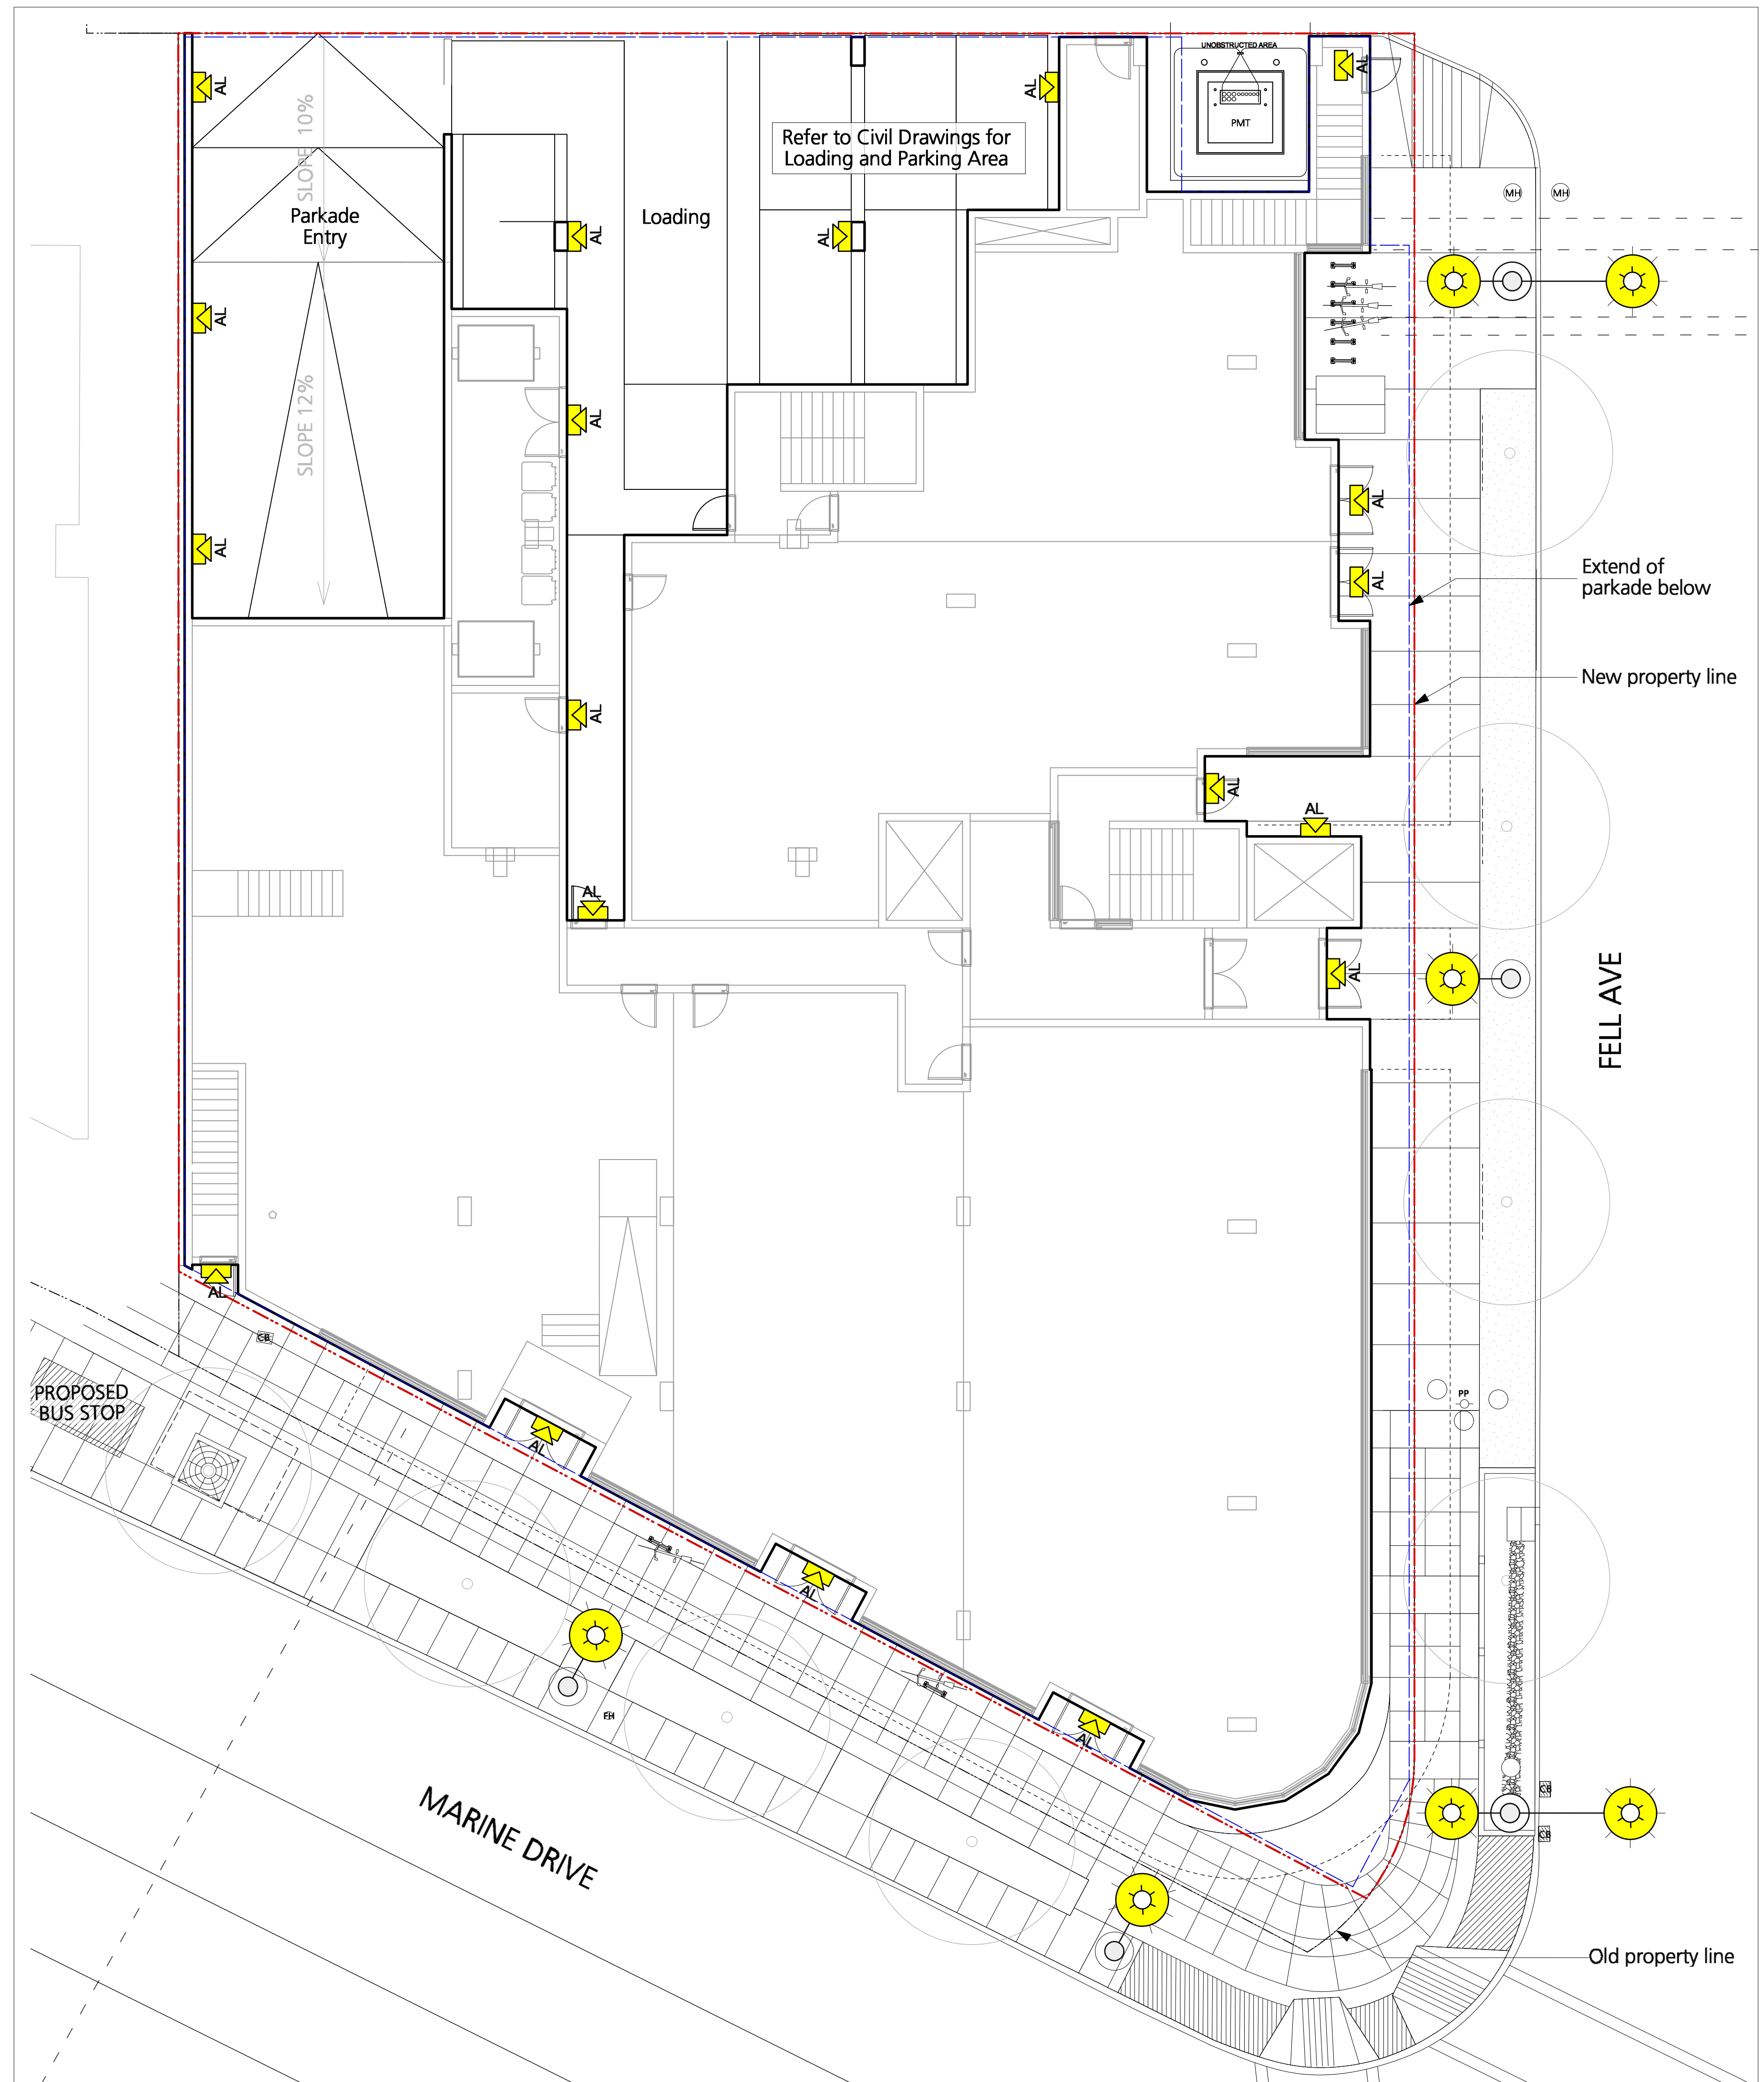 UNOBSTRUCTED AREA
AL
AL
AL
SLOPE 10%
PMT
Refer to Civil Drawings for
Loading and Parking Area
MH
MH
Parkade
Entry
Loading
AL
AL
AL
SLOPE 12%
AL
AL
AL
AL
Extend of
parkade below
New property line
AL
AL
AL
AL
AL
FELL AVE
AL
CB
PROPOSED
BUS STOP
PP
AL
AL
FH
AL
CB
CB
MARINE DRIVE
Old property line